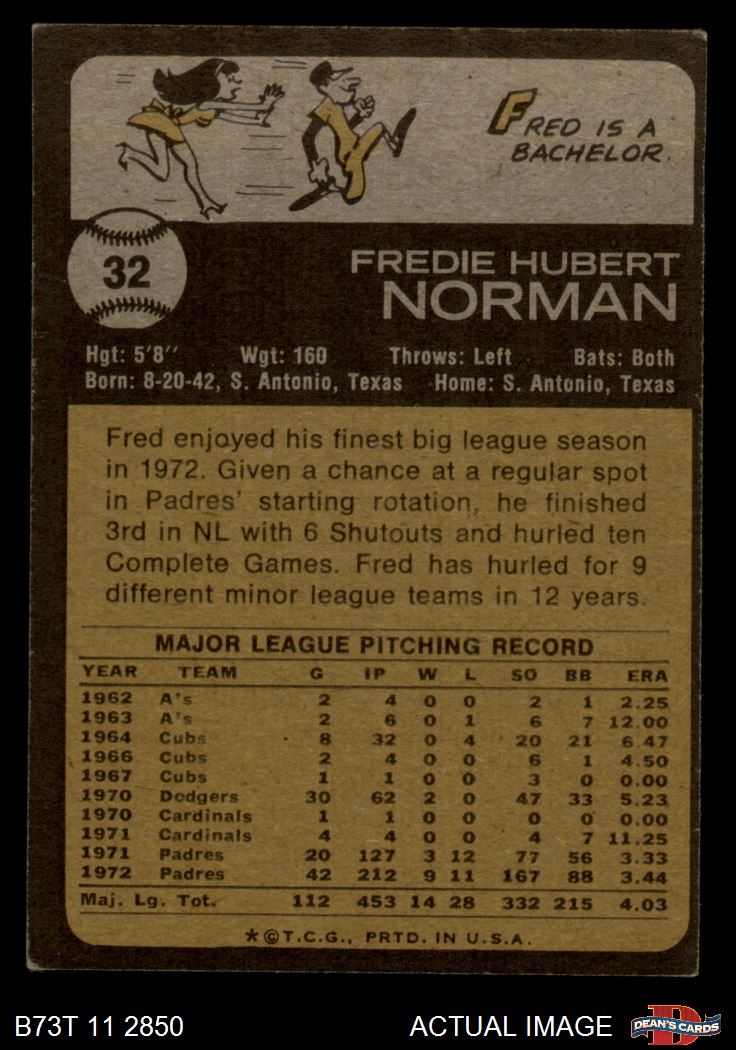 FRED IS A
BACHELOR.
32
FREDIE HUBERT
NORMAN
Hgt: 5'8" Wgt: 160 Throws: Left Bats: Both
Born: 8-20-42, S. Antonio, Texas Home: S. Antonio, Texas
Fred enjoyed his finest big league season
in 1972. Given a chance at a regular spot
in Padres' starting rotation, he finished
3rd in NL with 6 Shutouts and hurled ten
Complete Games. Fred has hurled for 9
different minor league teams in 12 years.
MAJOR LEAGUE PITCHING RECORD
YEAR TEAM G IP W L SO BB ERA
1962 A's 2 4 0 0 2 1 2.25
1963 A's 2 6 0 1 6 7 12.00
1964 Cubs 8 32 0 4 20 21 6.47
1966 Cubs 2 4 0 0 6 1 4.50
1967 Cubs 1 1 0 0 3 0 0.00
1970 Dodgers 30 62 2 0 47 33 5.23
1970 Cardinals 1 1 0 0 0 0 0.00
1971 Cardinals 4 4 0 0 4 7 11.25
1971 Padres 20 127 3 12 77 56 3.33
1972 Padres 42 212 9 11 167 88 3.44
Maj. Lg. Tot. 112 453 14 28 332 215 4.03
*©T.C.G., PRTD. IN U.S.A.
B73T 11 2850 ACTUAL IMAGE DEAN'S CARDS